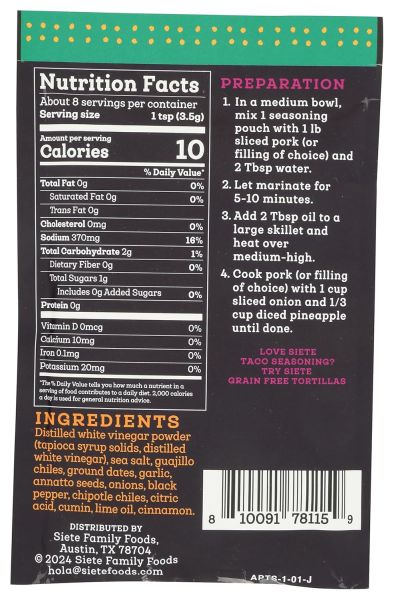 Nutrition Facts
About 8 servings per container
Serving size 1 tsp (3.5g)
Amount per serving
Calories 10
% Daily Value*
Total Fat 0g 0%
Saturated Fat 0g 0%
Trans Fat 0g
Cholesterol 0mg 0%
Sodium 370mg 16%
Total Carbohydrate 2g 1%
Dietary Fiber 0g 0%
Total Sugars 1g
Includes 0g Added Sugars 0%
Protein 0g
Vitamin D 0mcg 0%
Calcium 10mg 0%
Iron 0.1mg 0%
Potassium 20mg 0%
*The % Daily Value tells you how much a nutrient in a
serving of food contributes to a daily diet. 2,000 calories
a day is used for general nutrition advice.
INGREDIENTS
Distilled white vinegar powder
(tapioca syrup solids, distilled
white vinegar), sea salt, guajillo
chiles, ground dates, garlic,
annatto seeds, onions, black
pepper, chipotle chiles, citric
acid, cumin, lime oil, cinnamon.
DISTRIBUTED BY
Siete Family Foods,
Austin, TX 78704
© 2024 Siete Family Foods
hola@sietefoods.com
PREPARATION
1. In a medium bowl,
mix 1 seasoning
pouch with 1 lb
sliced pork (or
filling of choice) and
2 Tbsp water.
2. Let marinate for
5-10 minutes.
3. Add 2 Tbsp oil to a
large skillet and
heat over
medium-high.
4. Cook pork (or filling
of choice) with 1 cup
sliced onion and 1/3
cup diced pineapple
until done.
LOVE SIETE
TACO SEASONING?
TRY SIETE
GRAIN FREE TORTILLAS
8 10091 78115 9
APTS-1-01-J